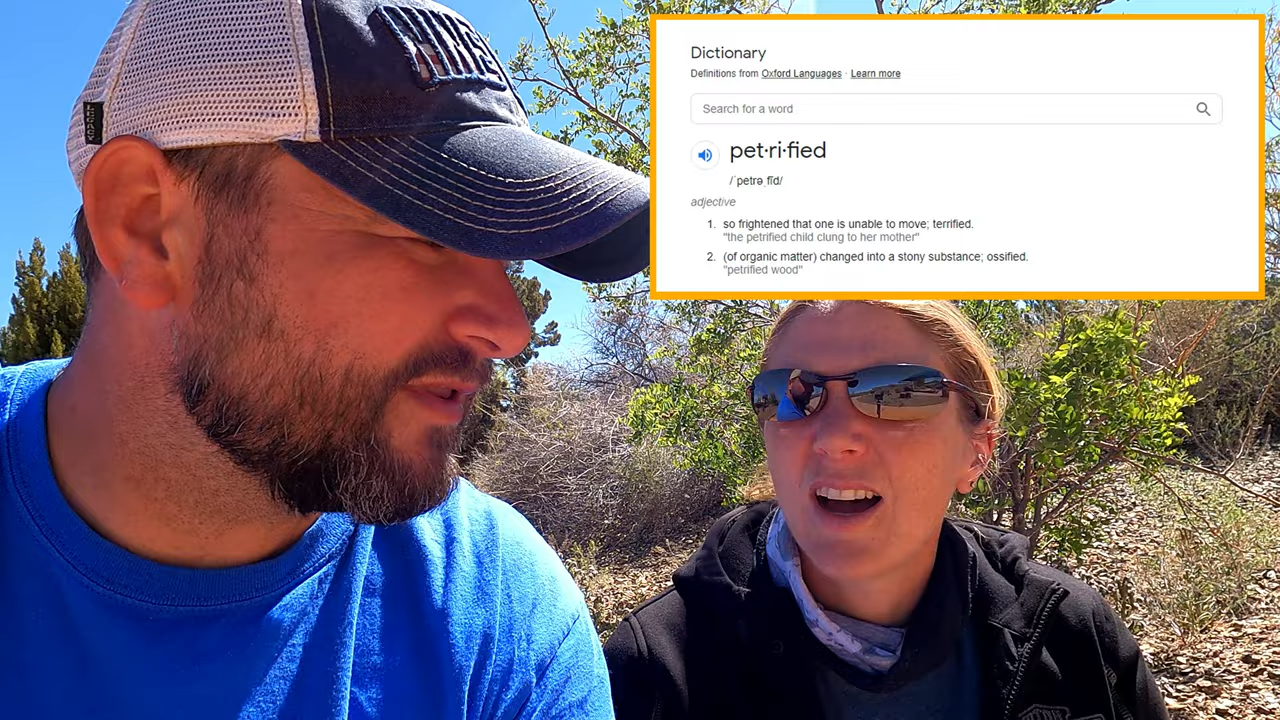 LEGACY
Dictionary
Definitions from Oxford Languages · Learn more
Search for a word
pet·ri·fied
/ˈpetrəˌfīd/
adjective
1. so frightened that one is unable to move; terrified.
"the petrified child clung to her mother"
2. (of organic matter) changed into a stony substance; ossified.
"petrified wood"